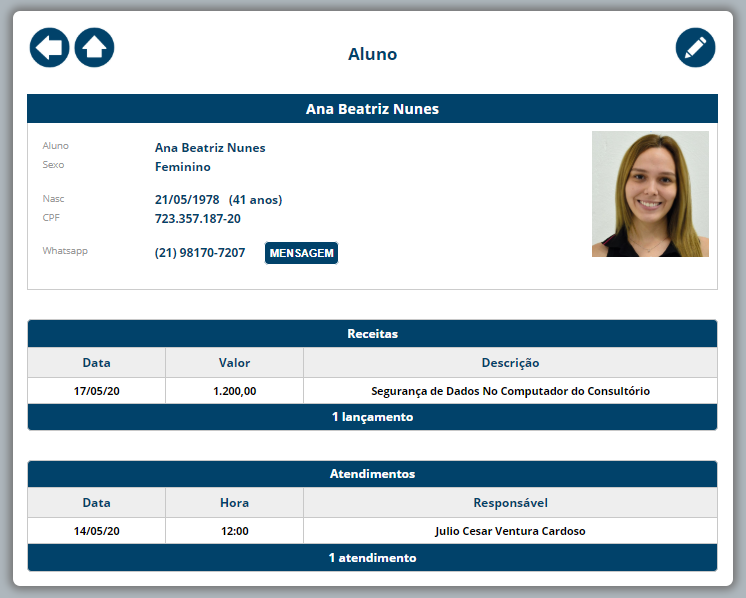 Aluno
Ana Beatriz Nunes
Aluno Ana Beatriz Nunes
Sexo Feminino
Nasc 21/05/1978 (41 anos)
CPF 723.357.187-20
Whatsapp (21) 98170-7207 MENSAGEM
Receitas
Data Valor Descrição
17/05/20 1.200,00 Segurança de Dados No Computador do Consultório
1 lançamento
Atendimentos
Data Hora Responsável
14/05/20 12:00 Julio Cesar Ventura Cardoso
1 atendimento